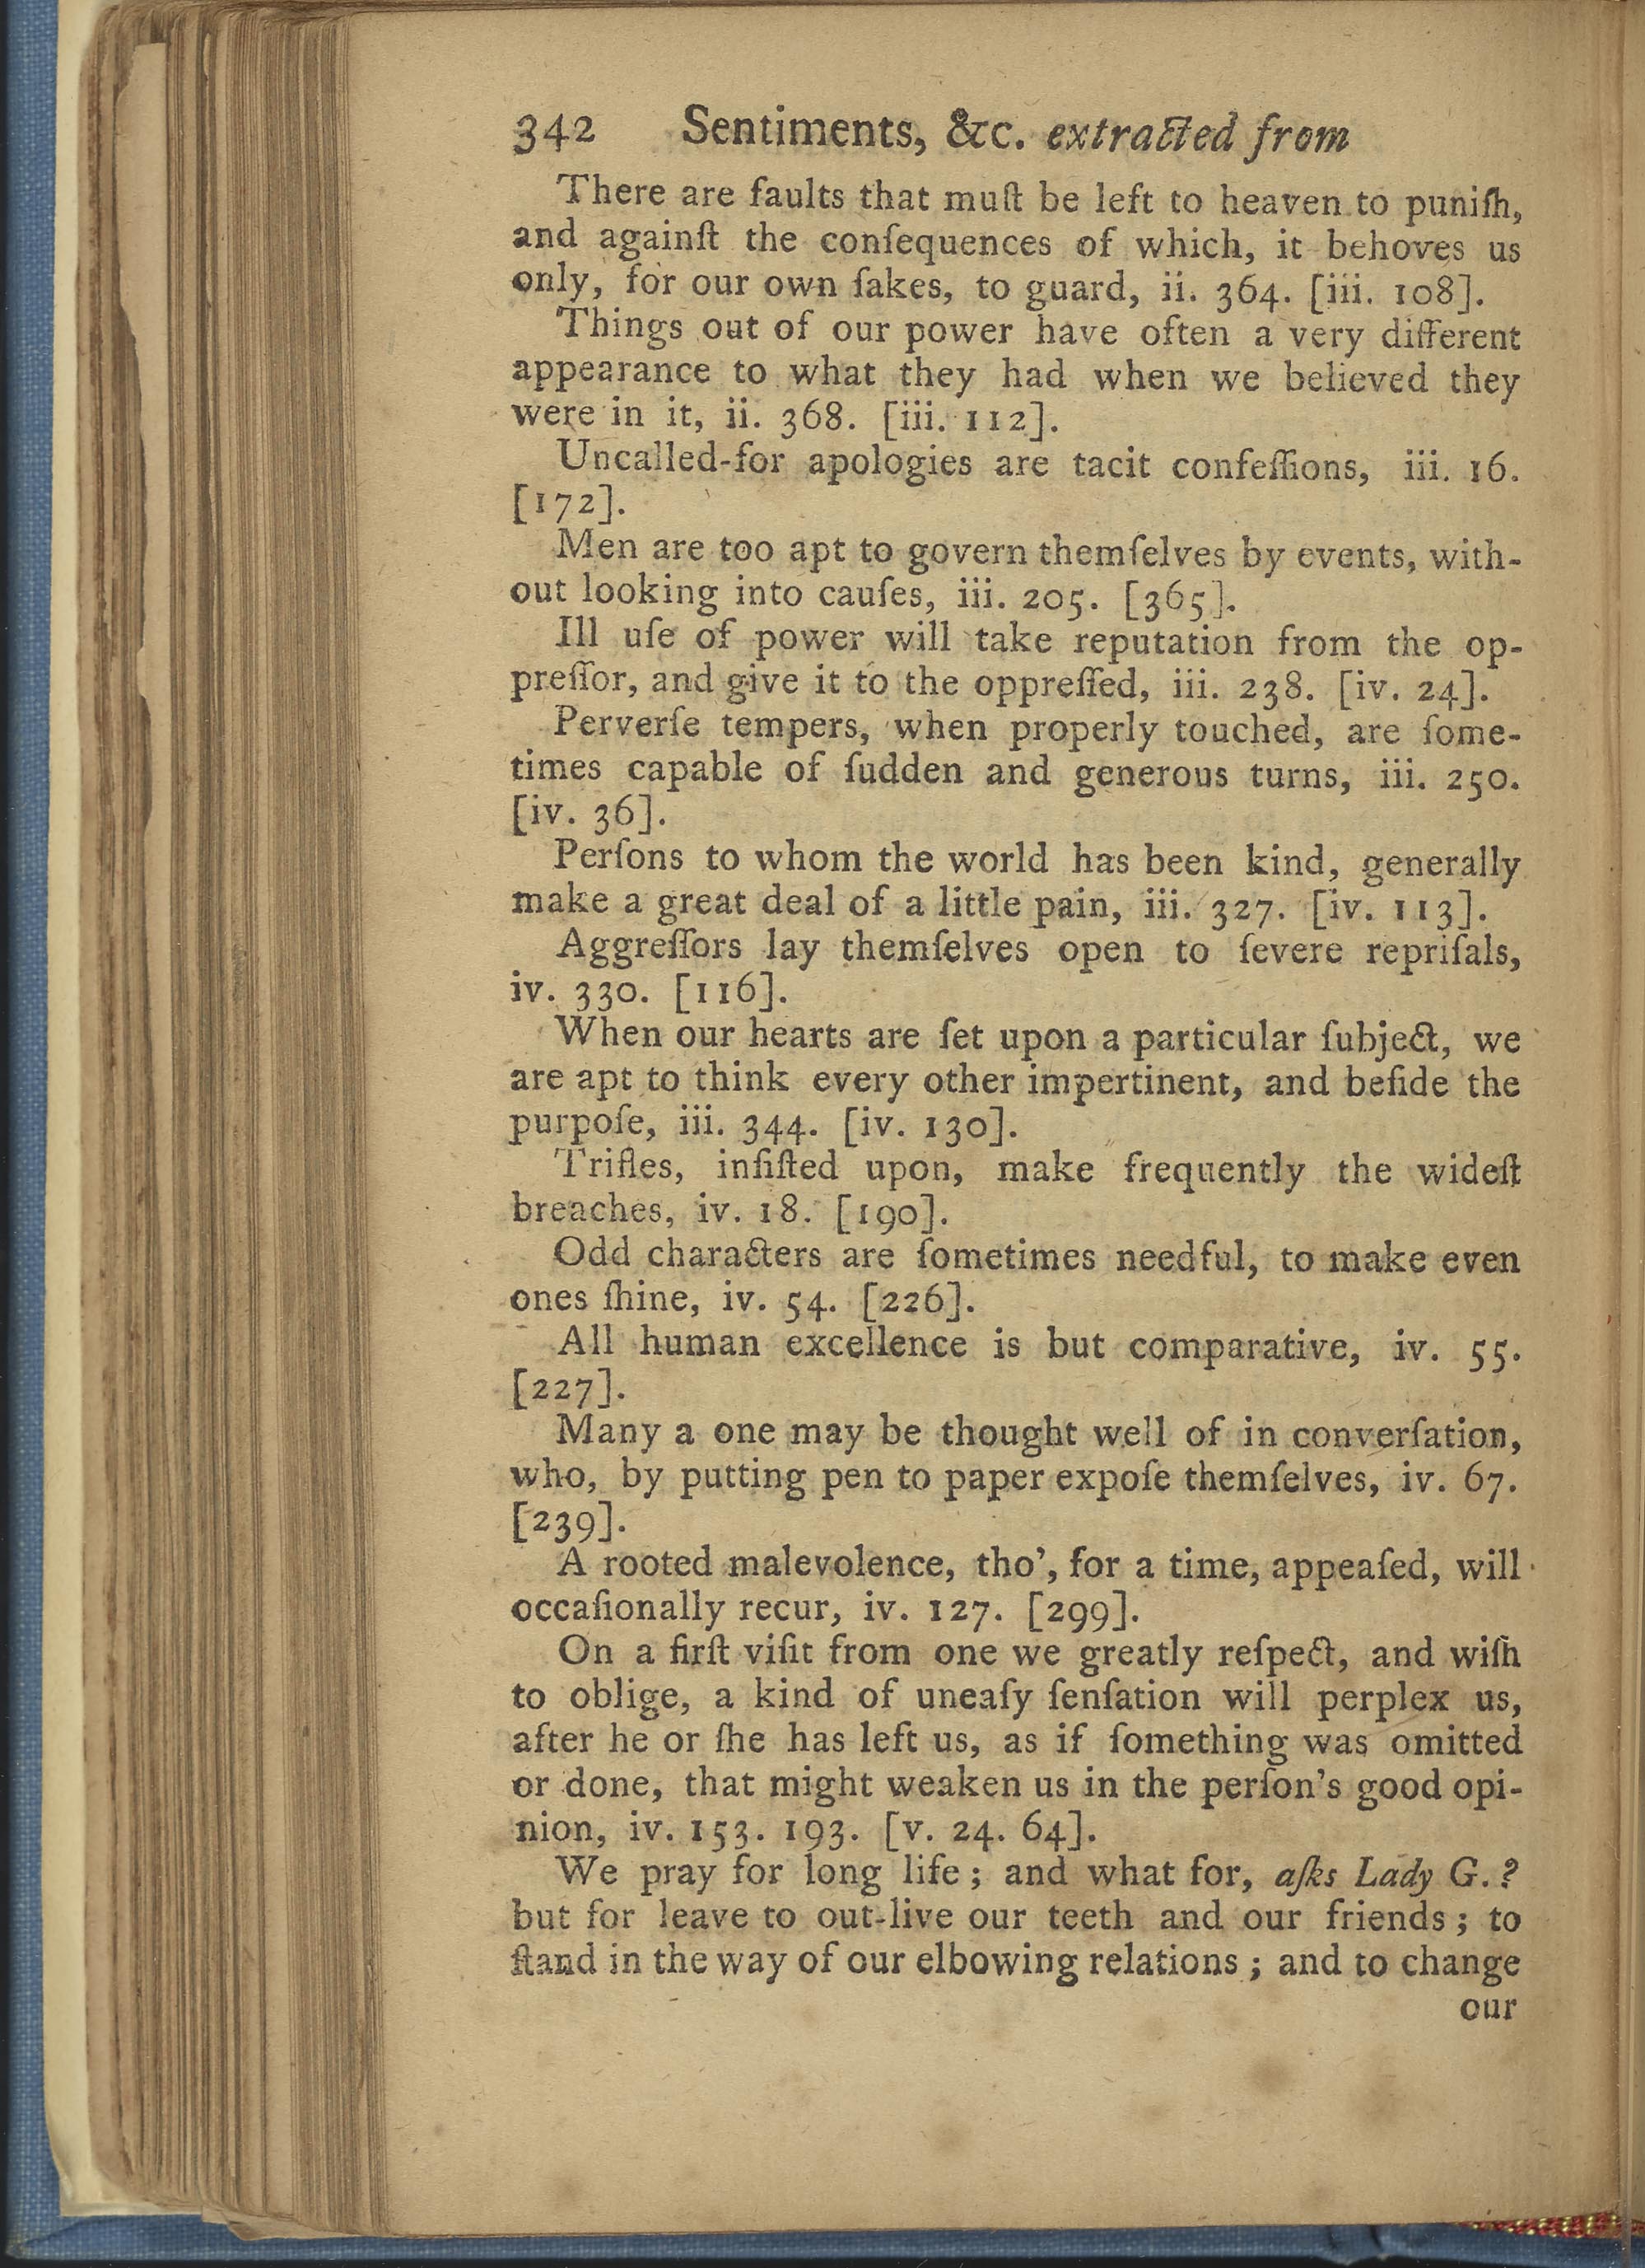 342 Sentiments, &c. extracted from
There are faults that muſt be left to heaven to puniſh,
and againſt the conſequences of which, it behoves us
only, for our own ſakes, to guard, ii. 364. [iii. 108].
Things out of our power have often a very different
appearance to what they had when we believed they
were in it, ii. 368. [iii. 112].
Uncalled-for apologies are tacit confeſſions, iii. 16.
[172].
Men are too apt to govern themſelves by events, with-
out looking into cauſes, iii. 205. [365].
Ill uſe of power will take reputation from the op-
preſſor, and give it to the oppreſſed, iii. 238. [iv. 24].
Perverſe tempers, when properly touched, are ſome-
times capable of ſudden and generous turns, iii. 250.
[iv. 36].
Perſons to whom the world has been kind, generally
make a great deal of a little pain, iii. 327. [iv. 113].
Aggreſſors lay themſelves open to ſevere repriſals,
iv. 330. [116].
When our hearts are ſet upon a particular ſubject, we
are apt to think every other impertinent, and beſide the
purpoſe, iii. 344. [iv. 130].
Trifles, inſiſted upon, make frequently the wideſt
breaches, iv. 18. [190].
Odd characters are ſometimes needful, to make even
ones ſhine, iv. 54. [226].
All human excellence is but comparative, iv. 55.
[227].
Many a one may be thought well of in converſation,
who, by putting pen to paper expoſe themſelves, iv. 67.
[239].
A rooted malevolence, tho', for a time, appeaſed, will
occaſionally recur, iv. 127. [299].
On a firſt viſit from one we greatly reſpect, and wiſh
to oblige, a kind of uneaſy ſenſation will perplex us,
after he or ſhe has left us, as if ſomething was omitted
or done, that might weaken us in the perſon's good opi-
nion, iv. 153. 193. [v. 24. 64].
We pray for long life; and what for, aſks Lady G.?
but for leave to out-live our teeth and our friends; to
ſtand in the way of our elbowing relations; and to change
our